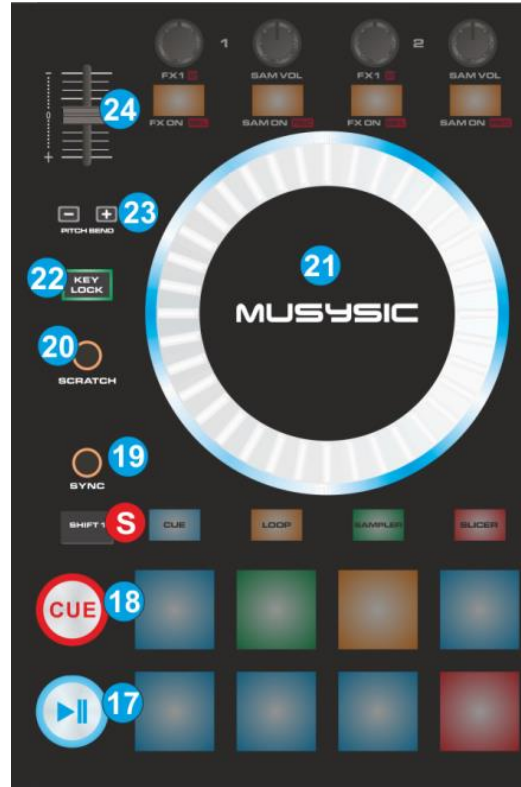 1 2
FX1 SAM VOL FX1 SAM VOL
FX ON SAM ON FX ON SAM ON
-
0
+
24
- +
23
PITCH BEND
22
KEY
LOCK
21
MUSYSIC
20
SCRATCH
19
SYNC
SHIFT 1 S CUE LOOP SAMPLER SLICER
CUE 18
17